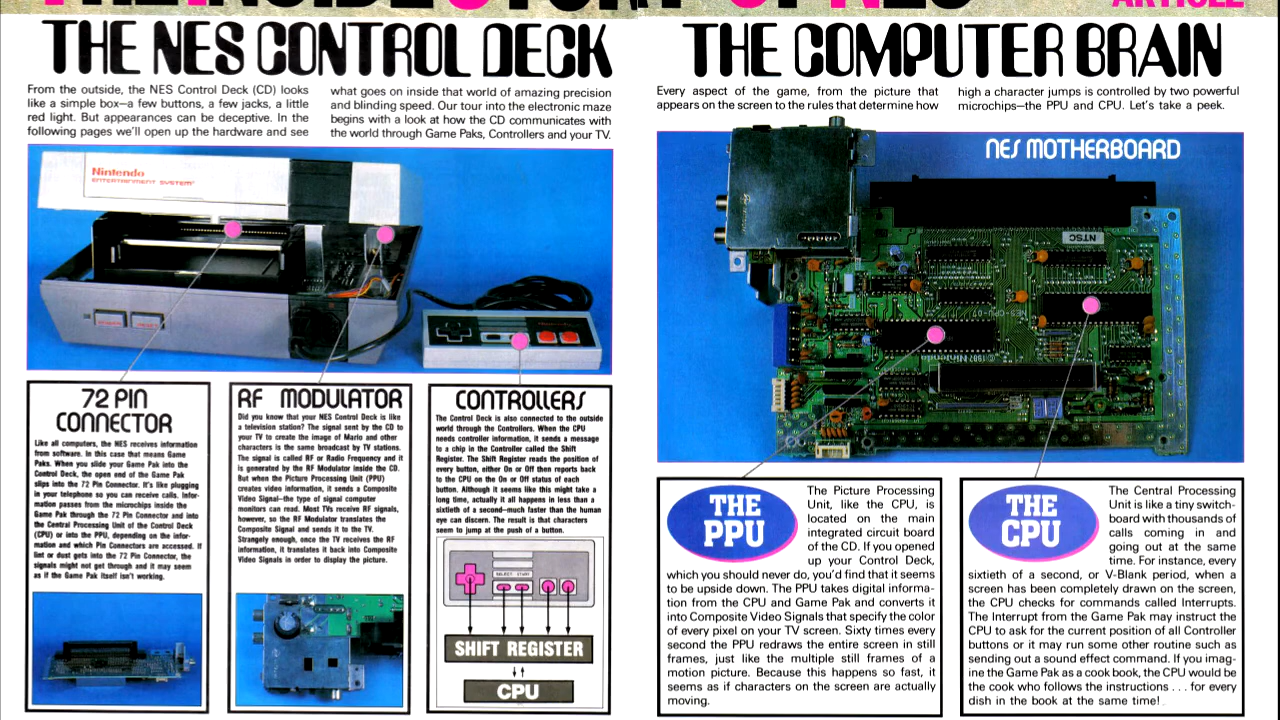 THE INSIDE STORY OF NES
ARTICLE
THE NES CONTROL DECK
From the outside, the NES Control Deck (CD) looks
like a simple box—a few buttons, a few jacks, a little
red light. But appearances can be deceptive. In the
following pages we'll open up the hardware and see
what goes on inside that world of amazing precision
and blinding speed. Our tour into the electronic maze
begins with a look at how the CD communicates with
the world through Game Paks, Controllers and your TV.
Nintendo
ENTERTAINMENT SYSTEM
POWER
RESET
72 PIN
CONNECTOR
Like all computers, the NES receives information
from software. In this case that means Game
Paks. When you slide your Game Pak into the
Control Deck, the open end of the Game Pak
slips into the 72 Pin Connector. It's like plugging
in your telephone so you can receive calls. Infor-
mation passes from the microchips inside the
Game Pak through the 72 Pin Connector and into
the Central Processing Unit of the Control Deck
(CPU) or into the PPU, depending on the infor-
mation and which Pin Connectors are accessed. If
lint or dust gets into the 72 Pin Connector, the
signals might not get through and it may seem
as if the Game Pak itself isn't working.
RF MODULATOR
Did you know that your NES Control Deck is like
a television station? The signal sent by the CD to
your TV to create the image of Mario and other
characters is the same broadcast by TV stations.
The signal is called RF or Radio Frequency and it
is generated by the RF Modulator inside the CD.
But when the Picture Processing Unit (PPU)
creates video information, it sends a Composite
Video Signal—the type of signal computer
monitors can read. Most TVs receive RF signals,
however, so the RF Modulator translates the
Composite Signal and sends it to the TV.
Strangely enough, once the TV receives the RF
information, it translates it back into Composite
Video Signals in order to display the picture.
CONTROLLERS
The Control Deck is also connected to the outside
world through the Controllers. When the CPU
needs controller information, it sends a message
to a chip in the Controller called the Shift
Register. The Shift Register reads the position of
every button, either On or Off then reports back
to the CPU on the On or Off status of each
button. Although it seems like this might take a
long time, actually it all happens in less than a
sixtieth of a second—much faster than the human
eye can discern. The result is that characters
seem to jump at the push of a button.
SELECT START
SHIFT REGISTER
CPU
THE COMPUTER BRAIN
Every aspect of the game, from the picture that
appears on the screen to the rules that determine how
high a character jumps is controlled by two powerful
microchips—the PPU and CPU. Let's take a peek.
NES MOTHERBOARD
NTSC
NES-CPU-07
THE
PPU
The Picture Processing
Unit, like the CPU, is
located on the main
integrated circuit board
of the CD. If you opened
up your Control Deck,
which you should never do, you'd find that it seems
to be upside down. The PPU takes digital informa-
tion from the CPU and Game Pak and converts it
into Composite Video Signals that specify the color
of every pixel on your TV screen. Sixty times every
second the PPU redraws the entire screen in still
frames, just like the multiple still frames of a
motion picture. Because this happens so fast, it
seems as if characters on the screen are actually
moving.
THE
CPU
The Central Processing
Unit is like a tiny switch-
board with thousands of
calls coming in and
going out at the same
time. For instance, every
sixtieth of a second, or V-Blank period, when a
screen has been completely drawn on the screen,
the CPU checks for commands called Interrupts.
The Interrupt from the Game Pak may instruct the
CPU to ask for the current position of all Controller
buttons or it may run some other routine such as
sending out a sound effect command. If you imag-
ine the Game Pak as a cook book, the CPU would be
the cook who follows the instructions . . . for every
dish in the book at the same time!